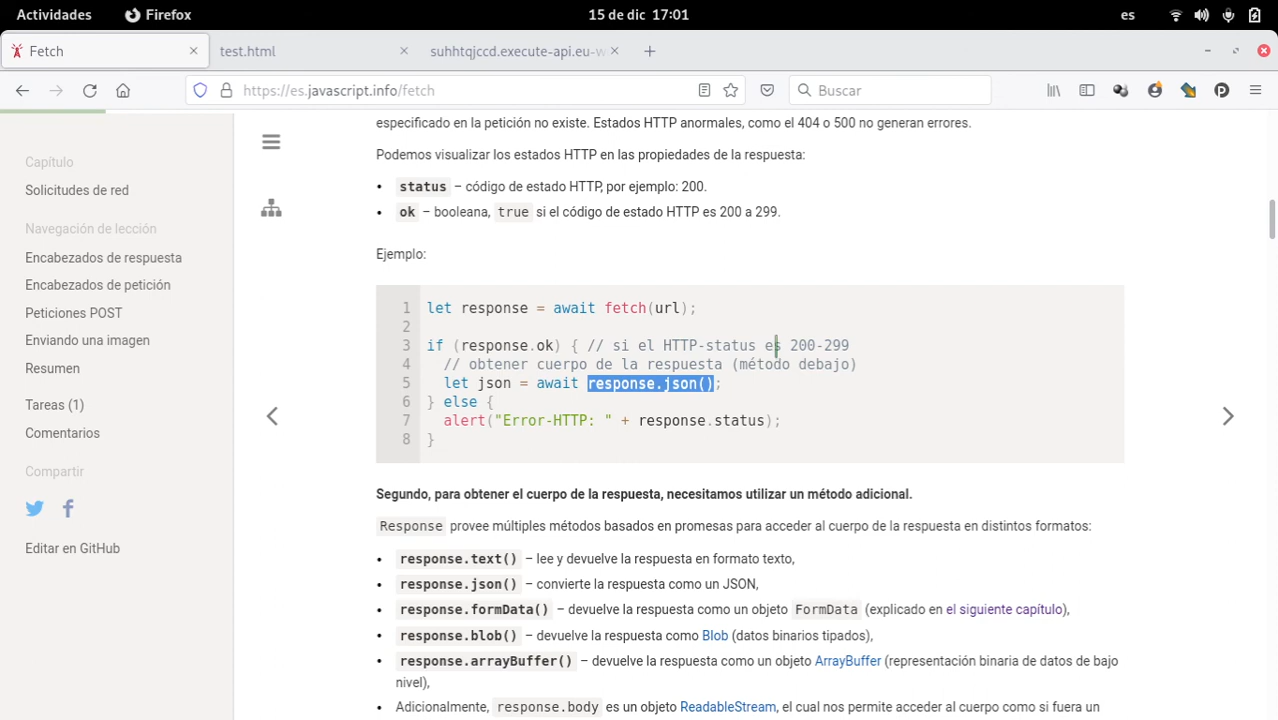 Actividades Firefox 15 de dic 17:01 es
Fetch test.html suhhtqjccd.execute-api.eu-w
https://es.javascript.info/fetch Buscar
Capítulo
Solicitudes de red
Navegación de lección
Encabezados de respuesta
Encabezados de petición
Peticiones POST
Enviando una imagen
Resumen
Tareas (1)
Comentarios
Compartir
Editar en GitHub
especificado en la petición no existe. Estados HTTP anormales, como el 404 o 500 no generan errores.
Podemos visualizar los estados HTTP en las propiedades de la respuesta:
• status – código de estado HTTP, por ejemplo: 200.
• ok – booleana, true si el código de estado HTTP es 200 a 299.
Ejemplo:
1 let response = await fetch(url);
2
3 if (response.ok) { // si el HTTP-status es 200-299
4 // obtener cuerpo de la respuesta (método debajo)
5 let json = await response.json();
6 } else {
7 alert("Error-HTTP: " + response.status);
8 }
Segundo, para obtener el cuerpo de la respuesta, necesitamos utilizar un método adicional.
Response provee múltiples métodos basados en promesas para acceder al cuerpo de la respuesta en distintos formatos:
• response.text() – lee y devuelve la respuesta en formato texto,
• response.json() – convierte la respuesta como un JSON,
• response.formData() – devuelve la respuesta como un objeto FormData (explicado en el siguiente capítulo),
• response.blob() – devuelve la respuesta como Blob (datos binarios tipados),
• response.arrayBuffer() – devuelve la respuesta como un objeto ArrayBuffer (representación binaria de datos de bajo
nivel),
• Adicionalmente, response.body es un objeto ReadableStream, el cual nos permite acceder al cuerpo como si fuera un